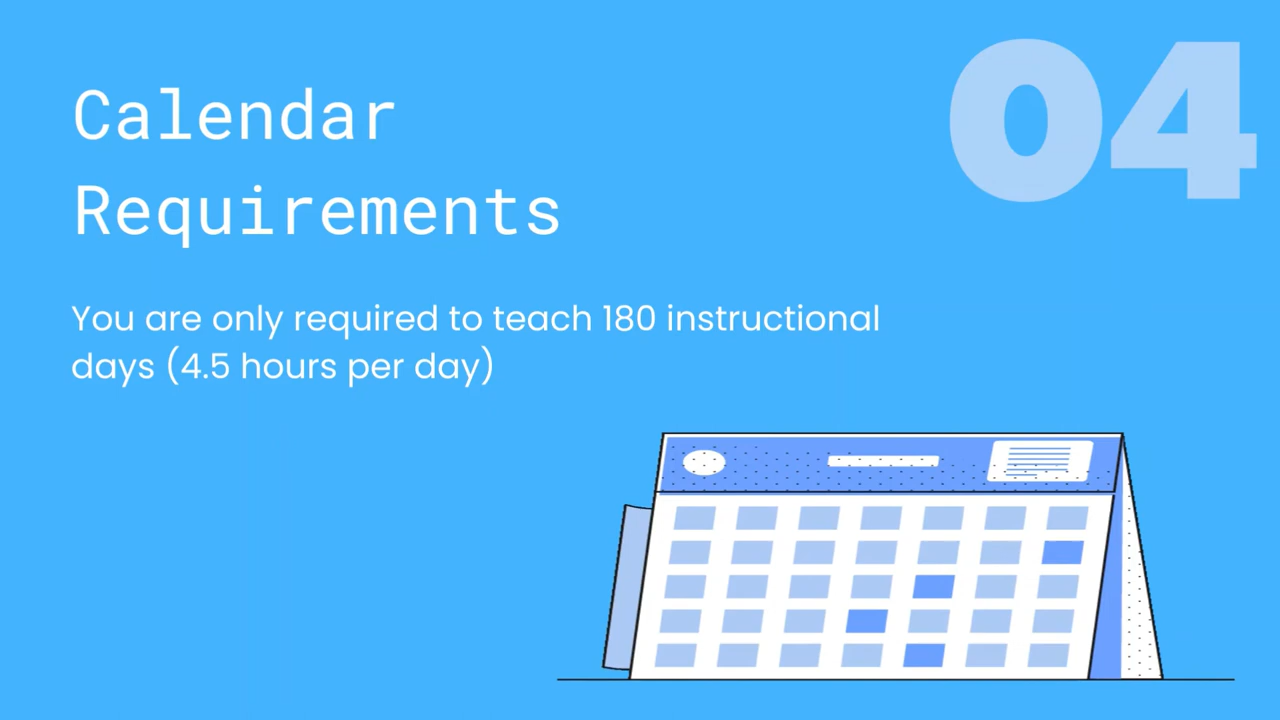 04
Calendar
Requirements
You are only required to teach 180 instructional
days (4.5 hours per day)